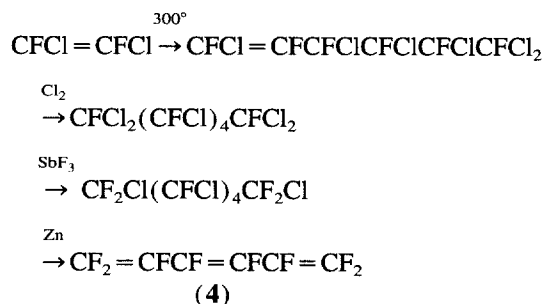 300°
CFCl = CFCl → CFCl = CFCFClCFClCFClCFCl₂
Cl₂
→ CFCl₂(CFCl)₄CFCl₂
SbF₃
→ CF₂Cl(CFCl)₄CF₂Cl
Zn
→ CF₂ = CFCF = CFCF = CF₂
(4)